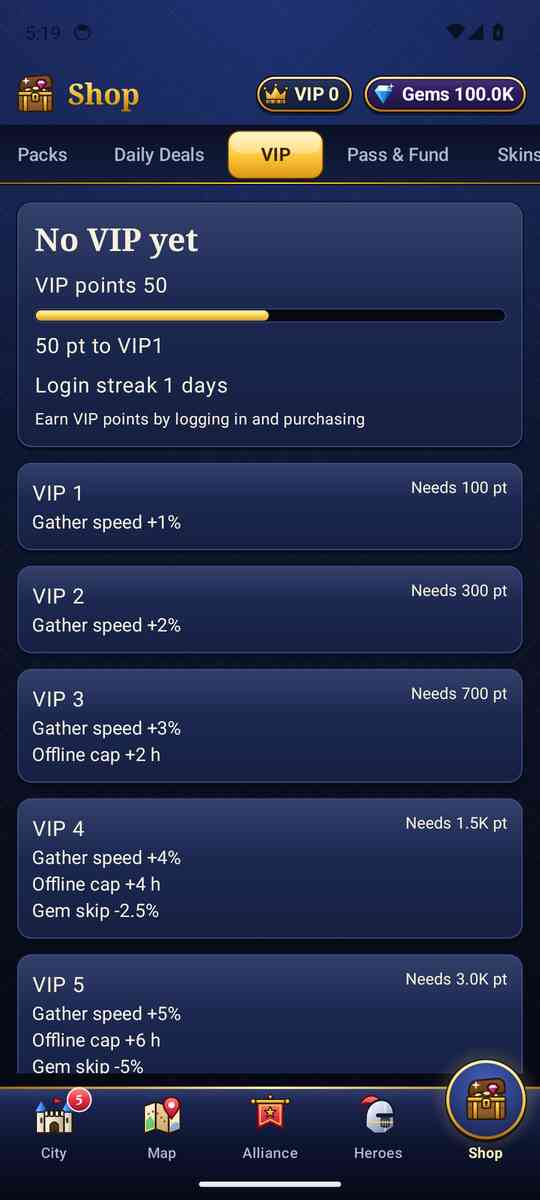 5:19
Shop
VIP 0
Gems 100.0K
Packs
Daily Deals
VIP
Pass & Fund
Skins
No VIP yet
VIP points 50
50 pt to VIP1
Login streak 1 days
Earn VIP points by logging in and purchasing
VIP 1
Needs 100 pt
Gather speed +1%
VIP 2
Needs 300 pt
Gather speed +2%
VIP 3
Needs 700 pt
Gather speed +3%
Offline cap +2 h
VIP 4
Needs 1.5K pt
Gather speed +4%
Offline cap +4 h
Gem skip -2.5%
VIP 5
Needs 3.0K pt
Gather speed +5%
Offline cap +6 h
Gem skip -5%
5
City
Map
Alliance
Heroes
Shop